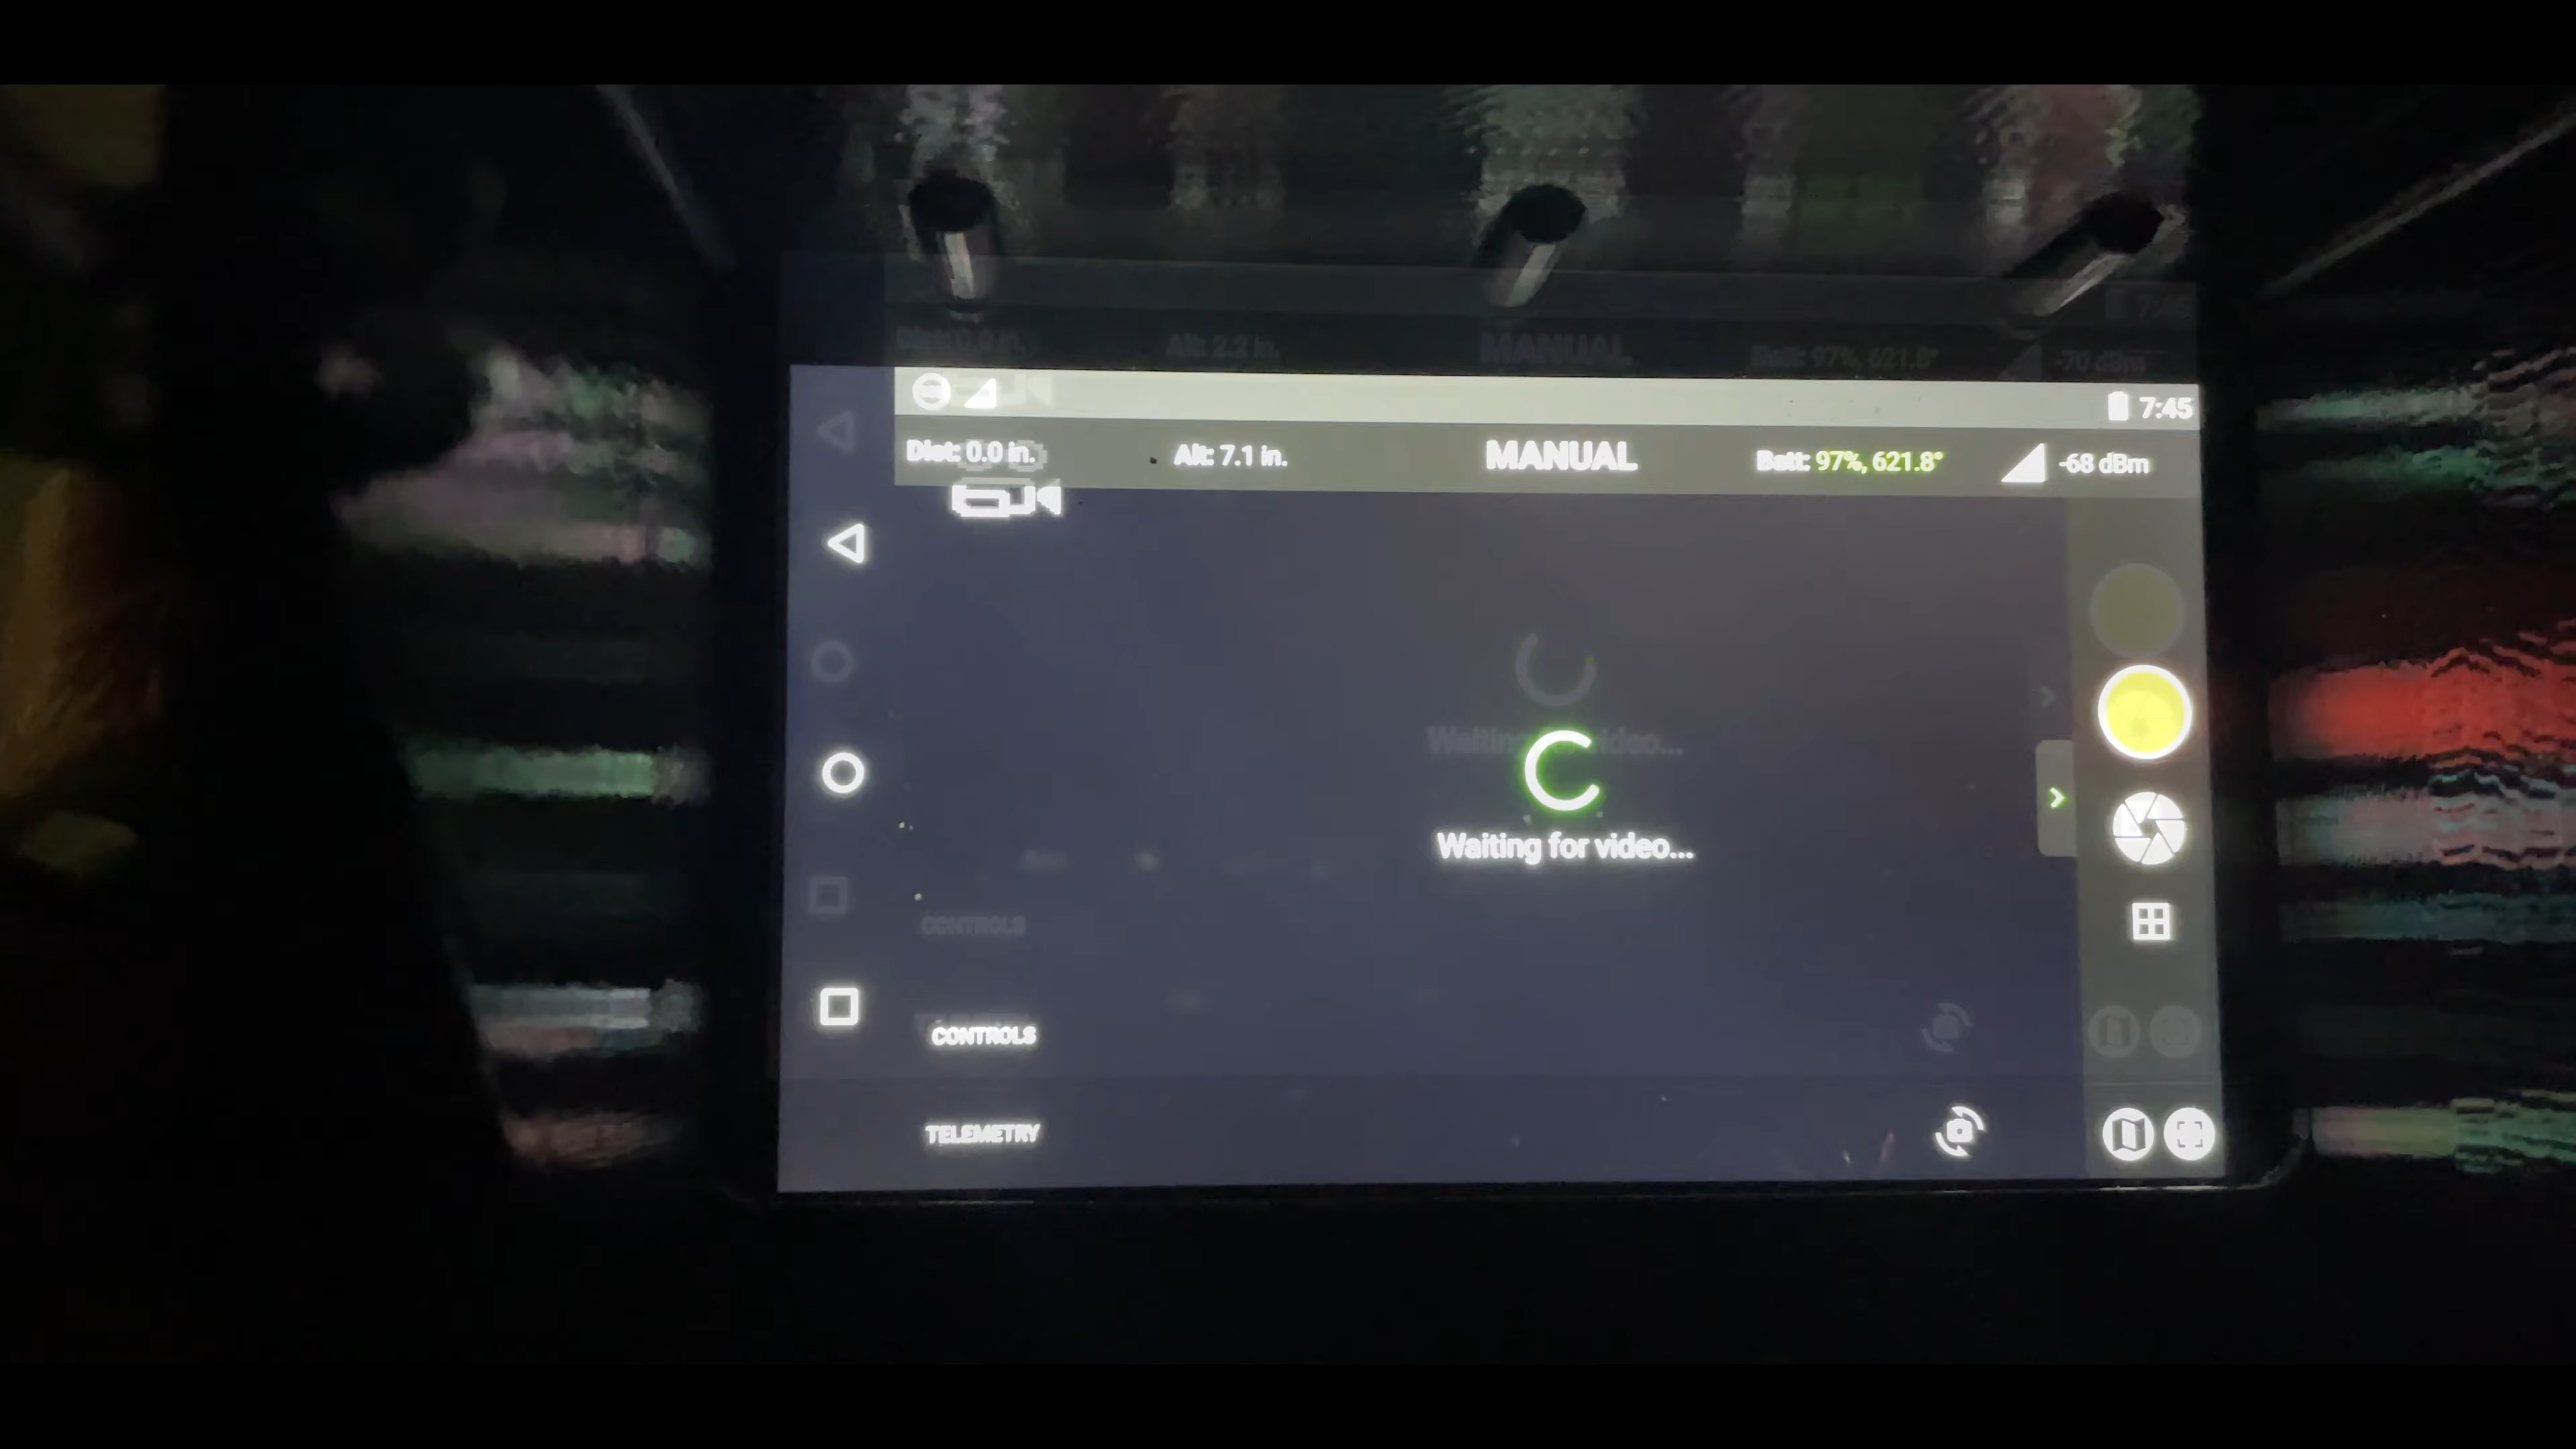 7:45
Dist: 0.0 in. Alt: 7.1 in. MANUAL Batt: 97%, 621.8° -68 dBm
Waiting for video...
CONTROLS
TELEMETRY